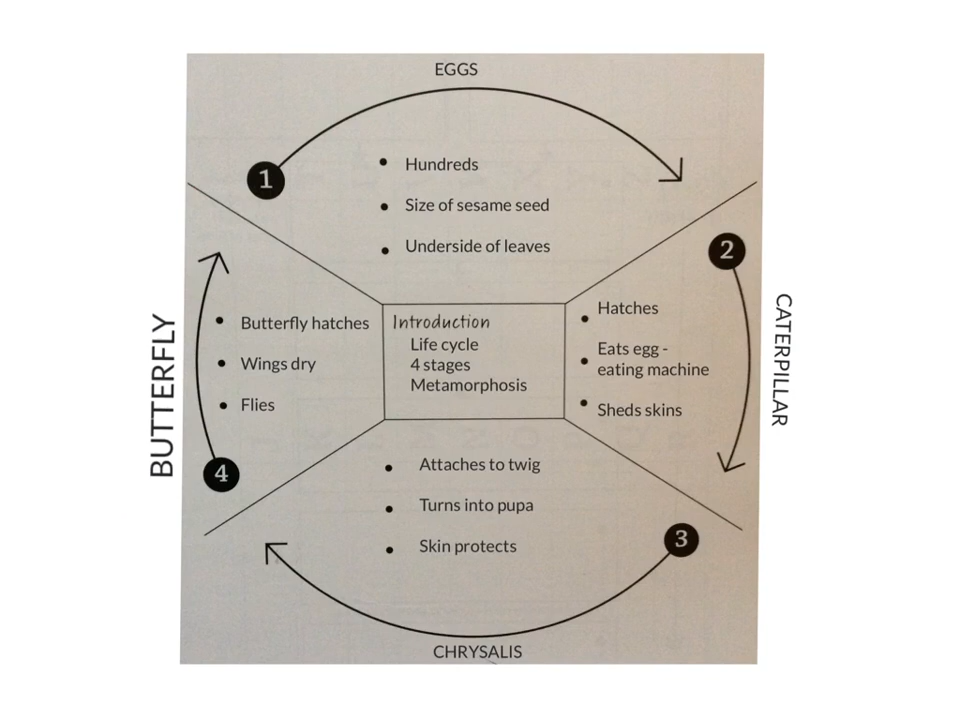 EGGS
1
Hundreds
Size of sesame seed
Underside of leaves
2
CATERPILLAR
Hatches
Eats egg -
eating machine
Sheds skins
Introduction
Life cycle
4 stages
Metamorphosis
3
CHRYSALIS
Attaches to twig
Turns into pupa
Skin protects
4
BUTTERFLY
Butterfly hatches
Wings dry
Flies